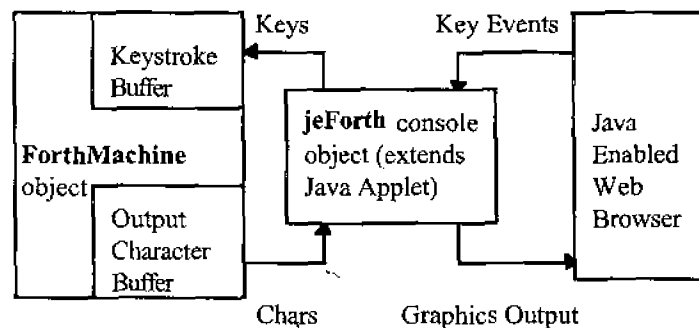 Keys
Key Events
Keystroke
Buffer
ForthMachine
object
Output
Character
Buffer
jeForth console
object (extends
Java Applet)
Java
Enabled
Web
Browser
Chars
Graphics Output